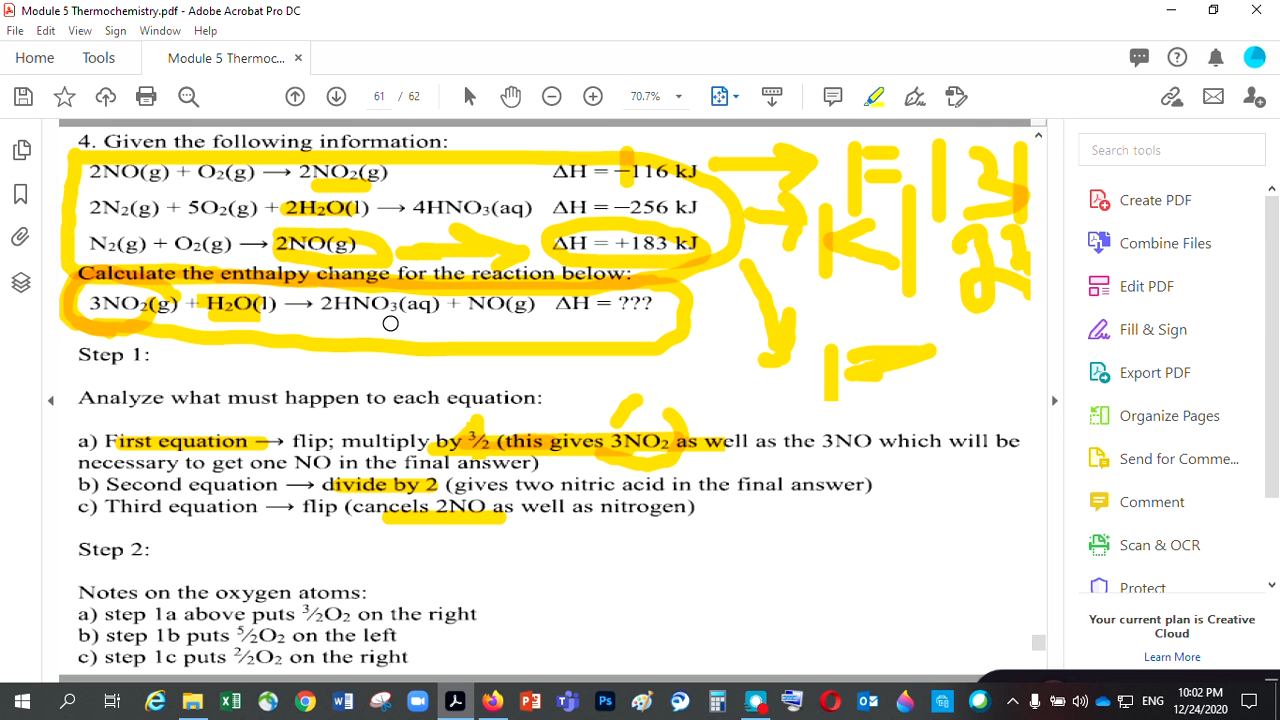 Module 5 Thermochemistry.pdf - Adobe Acrobat Pro DC
File Edit View Sign Window Help
Home Tools Module 5 Thermoc... ×
61 / 62 70.7%
4. Given the following information:
2NO(g) + O₂(g) → 2NO₂(g) ΔH = −116 kJ
2N₂(g) + 5O₂(g) + 2H₂O(l) → 4HNO₃(aq) ΔH = −256 kJ
N₂(g) + O₂(g) → 2NO(g) ΔH = +183 kJ
Calculate the enthalpy change for the reaction below:
3NO₂(g) + H₂O(l) → 2HNO₃(aq) + NO(g) ΔH = ???
Step 1:
Analyze what must happen to each equation:
a) First equation → flip; multiply by ³⁄₂ (this gives 3NO₂ as well as the 3NO which will be
necessary to get one NO in the final answer)
b) Second equation → divide by 2 (gives two nitric acid in the final answer)
c) Third equation → flip (cancels 2NO as well as nitrogen)
Step 2:
Notes on the oxygen atoms:
a) step 1a above puts ³⁄₂O₂ on the right
b) step 1b puts ⁵⁄₂O₂ on the left
c) step 1c puts ²⁄₂O₂ on the right
Search tools
Create PDF
Combine Files
Edit PDF
Fill & Sign
Export PDF
Organize Pages
Send for Comme...
Comment
Scan & OCR
Protect
Your current plan is Creative
Cloud
Learn More
ENG
10:02 PM
12/24/2020